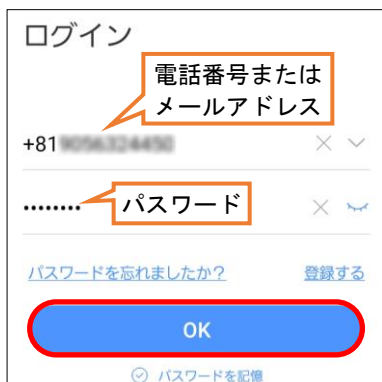 ログイン
電話番号または
メールアドレス
+81
••••••••
パスワード
パスワードを忘れましたか?
登録する
OK
パスワードを記憶